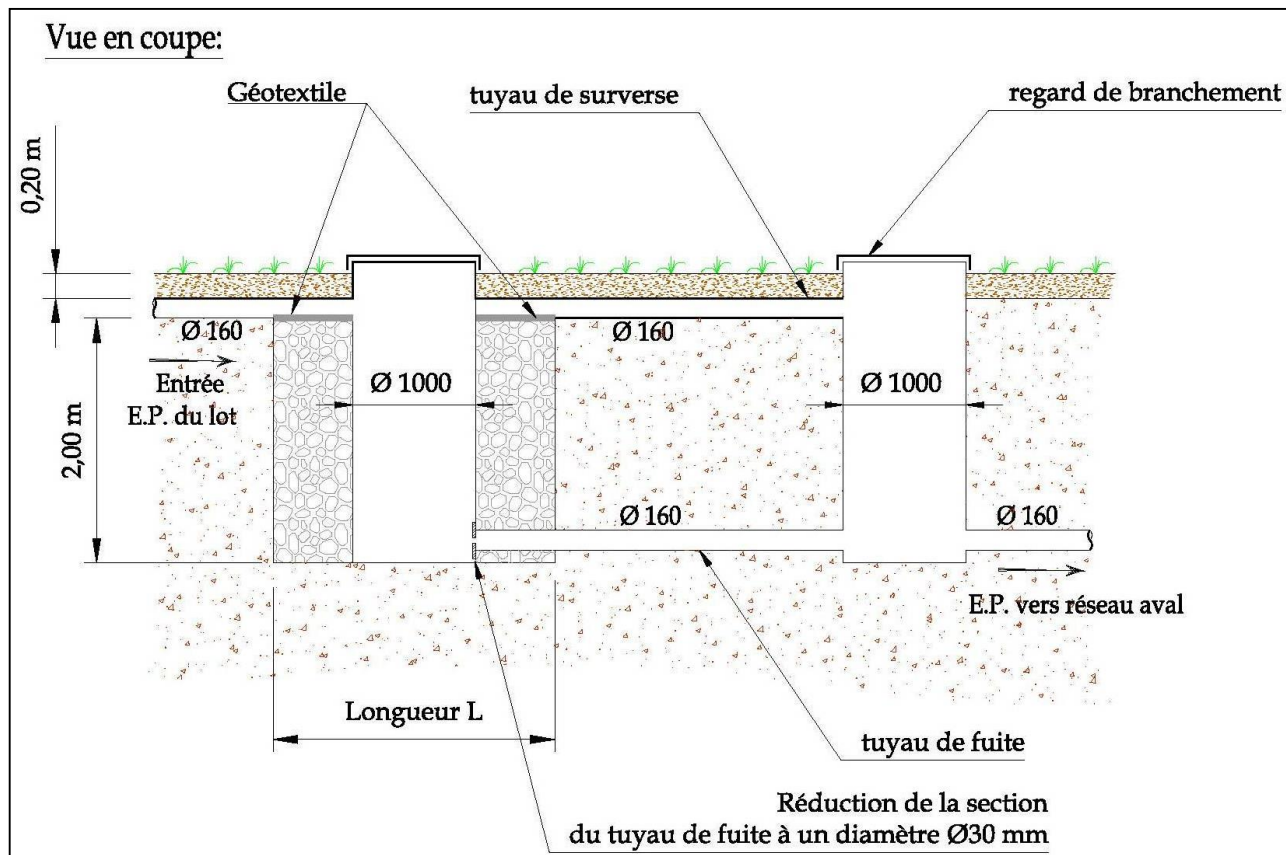 Vue en coupe:
Géotextile
tuyau de surverse
regard de branchement
0,20 m
Ø 160
Ø 160
Entrée
E.P. du lot
Ø 1000
Ø 1000
2,00 m
Ø 160
Ø 160
E.P. vers réseau aval
Longueur L
tuyau de fuite
Réduction de la section
du tuyau de fuite à un diamètre Ø30 mm